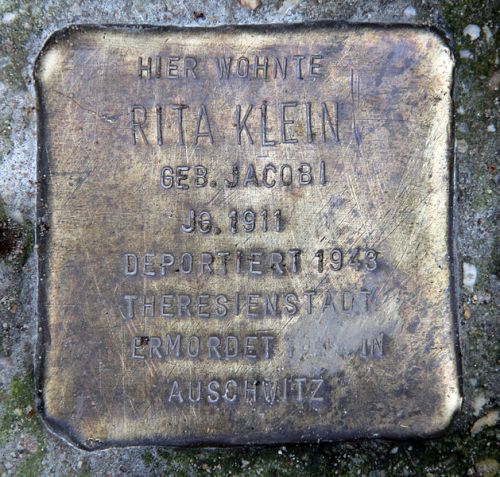 HIER WOHNTE
RITA KLEIN
GEB. JACOBI
JG. 1911
DEPORTIERT 1943
THERESIENSTADT
ERMORDET IN
AUSCHWITZ